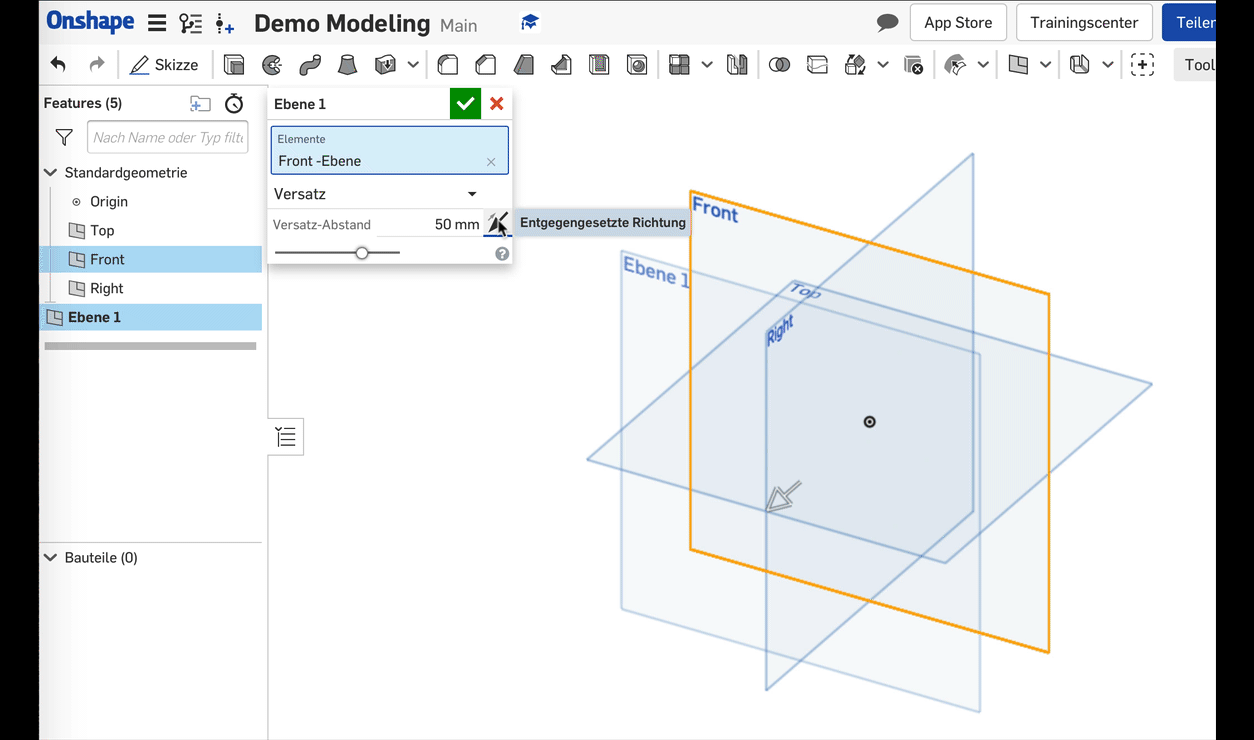 Onshape
Demo Modeling Main
App Store
Trainingscenter
Teilen
Skizze
Tool
Features (5)
Nach Name oder Typ filte
Standardgeometrie
Origin
Top
Front
Right
Ebene 1
Bauteile (0)
Ebene 1
Elemente
Front -Ebene
Versatz
Versatz-Abstand 50 mm
Entgegengesetzte Richtung
Front
Ebene 1
Top
Right